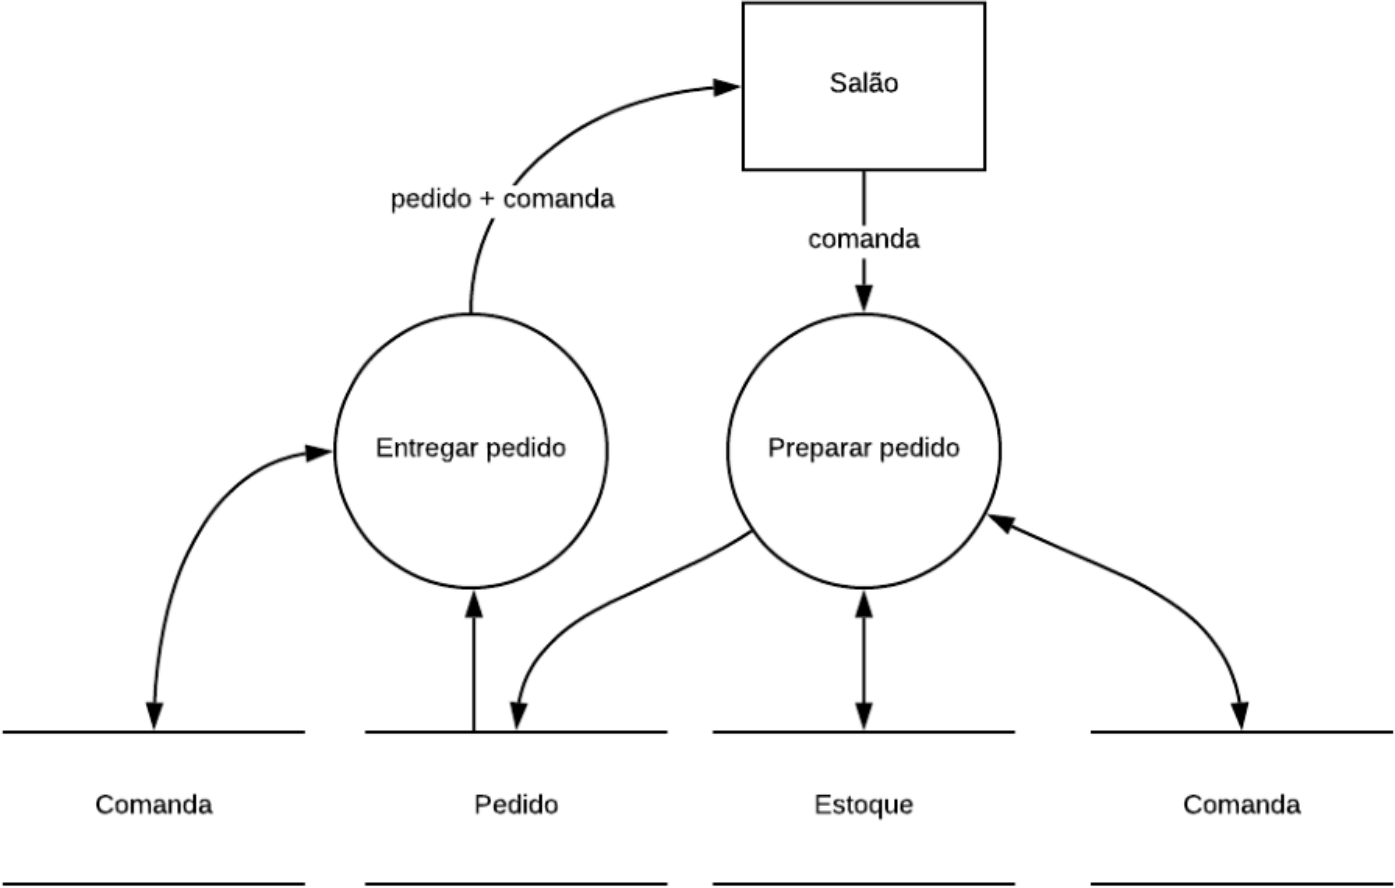 Salão
pedido + comanda
comanda
Entregar pedido
Preparar pedido
Comanda
Pedido
Estoque
Comanda